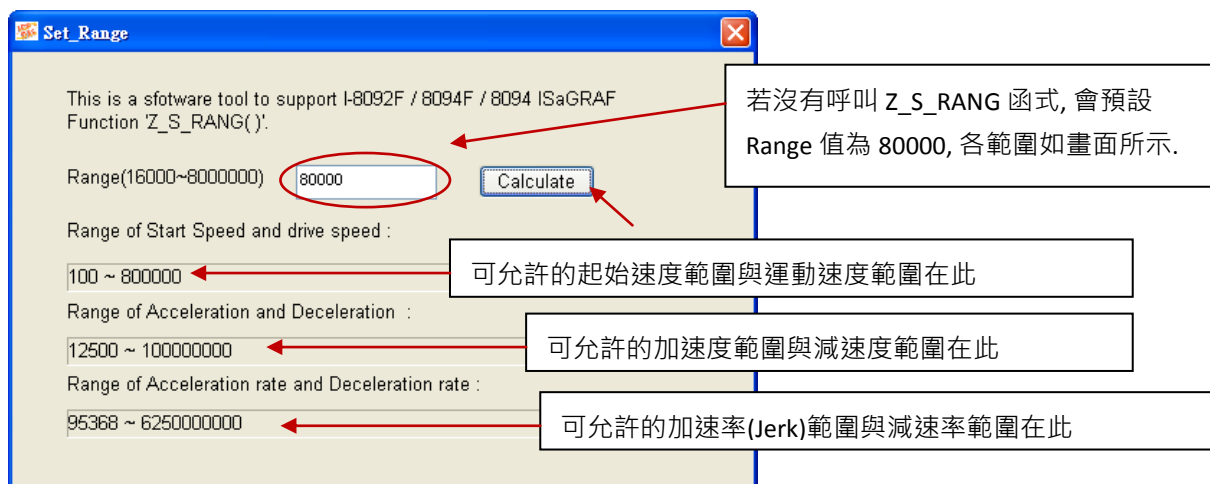 Set_Range
This is a sfotware tool to support I-8092F / 8094F / 8094 ISaGRAF
Function 'Z_S_RANG( )'.
若沒有呼叫 Z_S_RANG 函式, 會預設
Range 值為 80000, 各範圍如畫面所示.
Range(16000~8000000)
80000
Calculate
Range of Start Speed and drive speed :
100 ~ 800000
可允許的起始速度範圍與運動速度範圍在此
Range of Acceleration and Deceleration :
12500 ~ 100000000
可允許的加速度範圍與減速度範圍在此
Range of Acceleration rate and Deceleration rate :
95368 ~ 6250000000
可允許的加速率(Jerk)範圍與減速率範圍在此